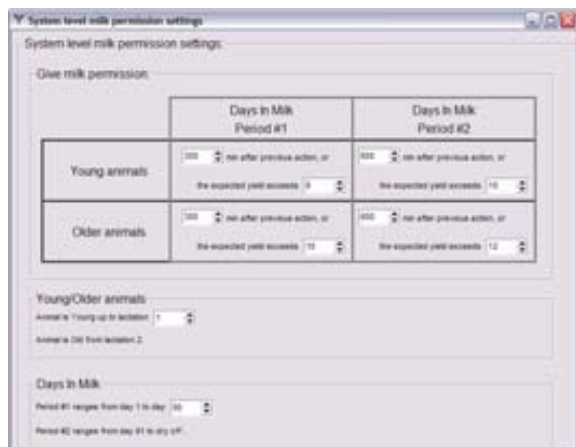 System level milk permission settings
System level milk permission settings:
Give milk permission:
Days In Milk
Period #1
Days In Milk
Period #2
Young animals
min after previous action, or
min after previous action, or
the expected yield exceeds
the expected yield exceeds
Older animals
min after previous action, or
min after previous action, or
the expected yield exceeds
the expected yield exceeds 12
Young/Older animals
Animal is Young up to lactation 1
Animal is Old from lactation 2.
Days In Milk
Period #1 ranges from day 1 to day
Period #2 ranges from day 91 to dry off.